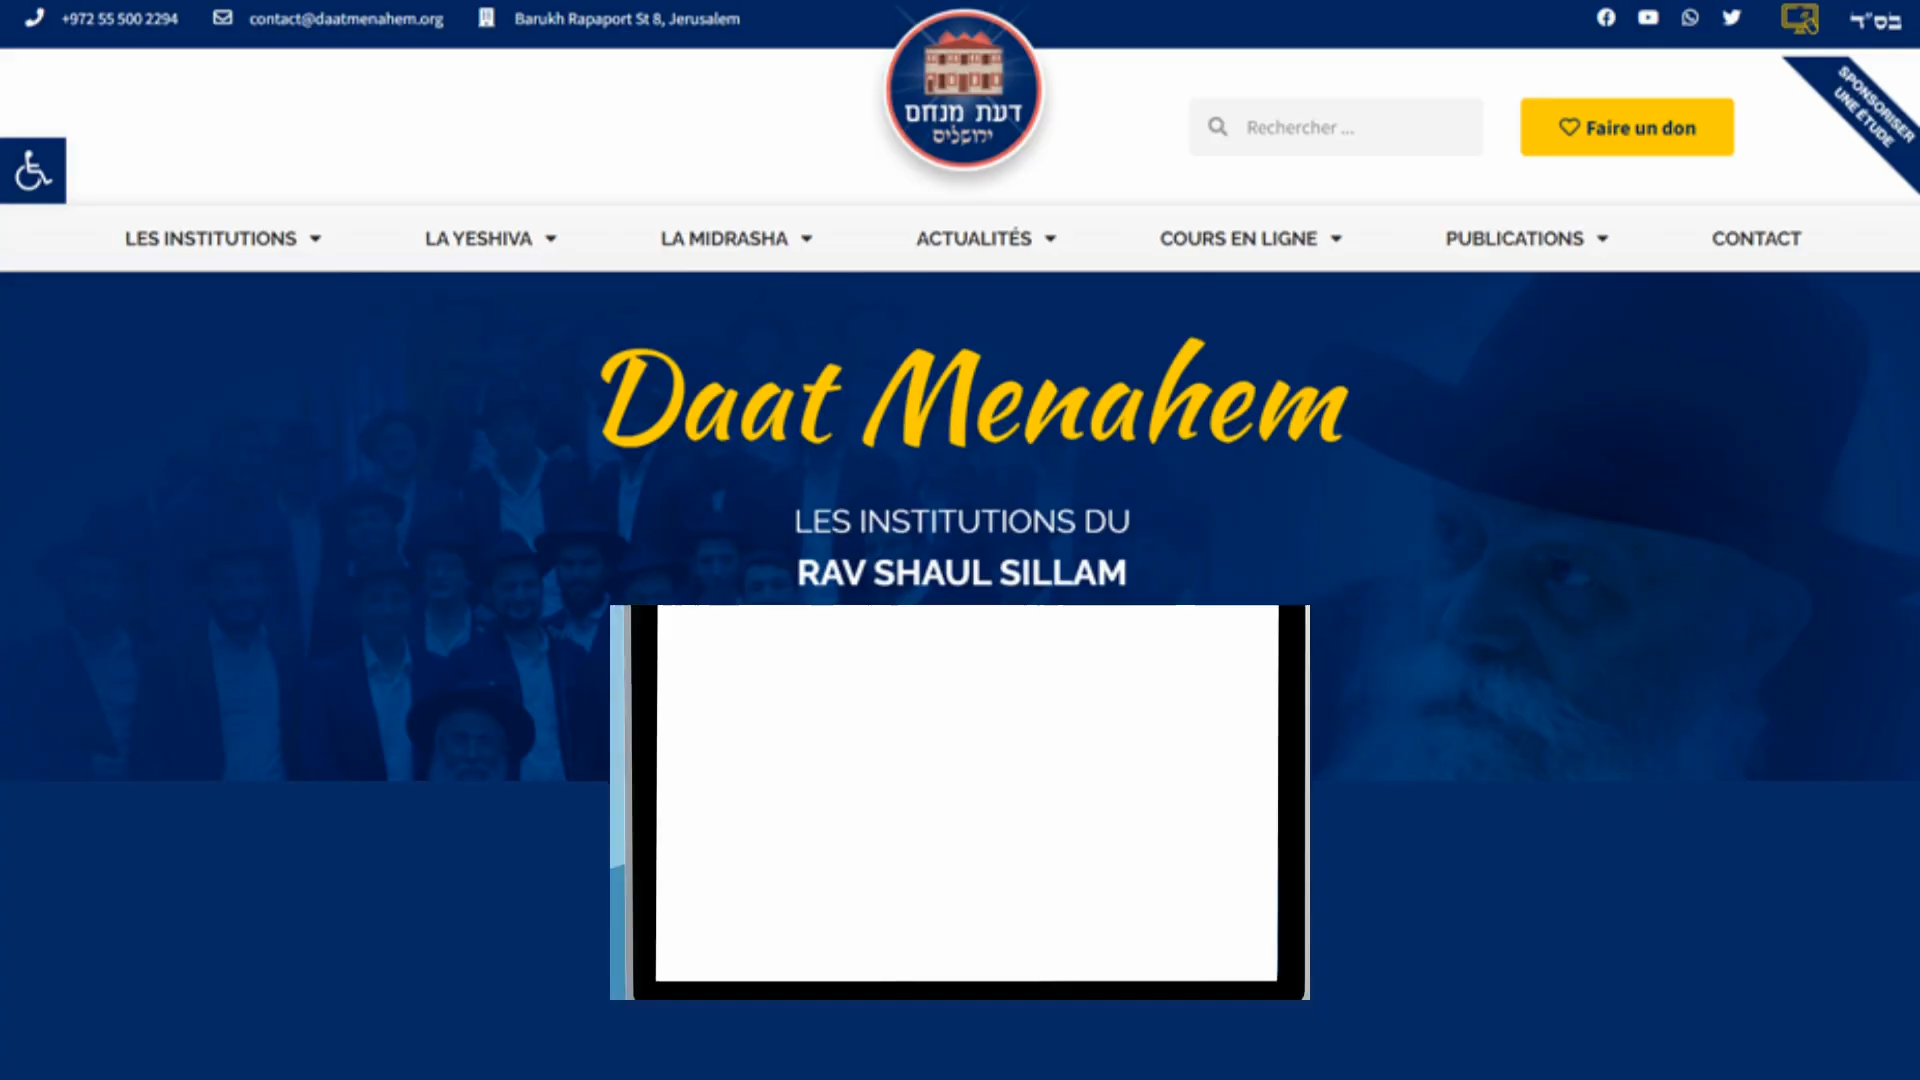 +972 55 500 2294
contact@daatmenahem.org
Barukh Rapaport St 8, Jerusalem
בס"ד
דעת מנחם
ירושלים
Rechercher ...
Faire un don
SPONSORISER
UNE ÉTUDE
LES INSTITUTIONS
LA YESHIVA
LA MIDRASHA
ACTUALITÉS
COURS EN LIGNE
PUBLICATIONS
CONTACT
Daat Menahem
LES INSTITUTIONS DU
RAV SHAUL SILLAM